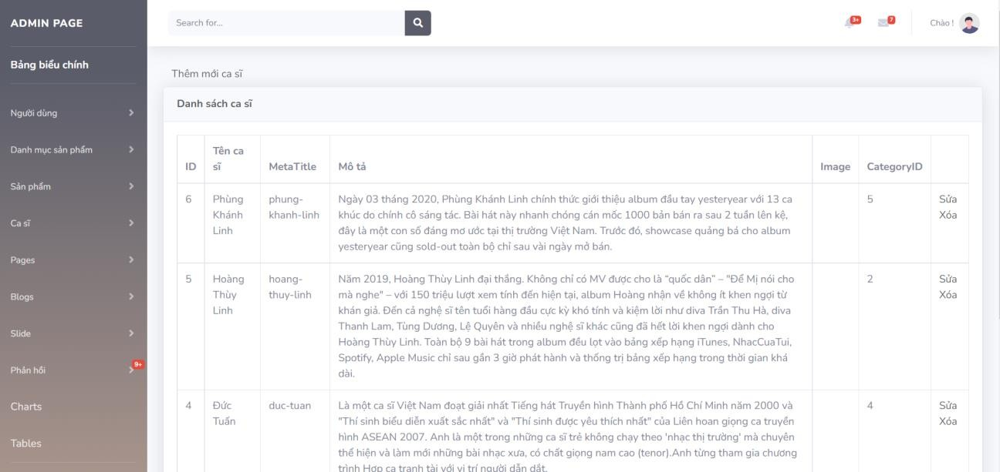 ADMIN PAGE
Search for...
3+
7
Chào !
Bảng biểu chính
Người dùng
Danh mục sản phẩm
Sản phẩm
Ca sĩ
Pages
Blogs
Slide
Phản hồi
9+
Charts
Tables
Thêm mới ca sĩ
Danh sách ca sĩ
ID
Tên ca
sĩ
MetaTitle
Mô tả
Image
CategoryID
6
Phùng
Khánh
Linh
phung-
khanh-linh
Ngày 03 tháng 2020, Phùng Khánh Linh chính thức giới thiệu album đầu tay yesteryear với 13 ca
khúc do chính cô sáng tác. Bài hát này nhanh chóng cán mốc 1000 bản bán ra sau 2 tuần lên kệ,
đây là một con số đáng mơ ước tại thị trường Việt Nam. Trước đó, showcase quảng bá cho album
yesteryear cũng sold-out toàn bộ chỉ sau vài ngày mở bán.
5
Sửa
Xóa
5
Hoàng
Thùy
Linh
hoang-
thuy-linh
Năm 2019, Hoàng Thùy Linh đại thắng. Không chỉ có MV được cho là “quốc dân” – "Để Mị nói cho
mà nghe" – với 150 triệu lượt xem tính đến hiện tại, album Hoàng nhận về không ít khen ngợi từ
khán giả. Đến cả nghệ sĩ tên tuổi hàng đầu cực kỳ khó tính và kiệm lời như diva Trần Thu Hà, diva
Thanh Lam, Tùng Dương, Lệ Quyên và nhiều nghệ sĩ khác cũng đã hết lời khen ngợi dành cho
Hoàng Thùy Linh. Toàn bộ 9 bài hát trong album đều lọt vào bảng xếp hạng iTunes, NhacCuaTui,
Spotify, Apple Music chỉ sau gần 3 giờ phát hành và thống trị bảng xếp hạng trong thời gian khá
dài.
2
Sửa
Xóa
4
Đức
Tuấn
duc-tuan
Là một ca sĩ Việt Nam đoạt giải nhất Tiếng hát Truyền hình Thành phố Hồ Chí Minh năm 2000 và
"Thí sinh biểu diễn xuất sắc nhất" và "Thí sinh được yêu thích nhất" của Liên hoan giọng ca truyền
hình ASEAN 2007. Anh là một trong những ca sĩ trẻ không chạy theo 'nhạc thị trường' mà chuyên
thể hiện và làm mới những bài nhạc xưa, có chất giọng nam cao (tenor).Anh từng tham gia chương
trình Hợp ca tranh tài với vị trí người dẫn dắt.
4
Sửa
Xóa